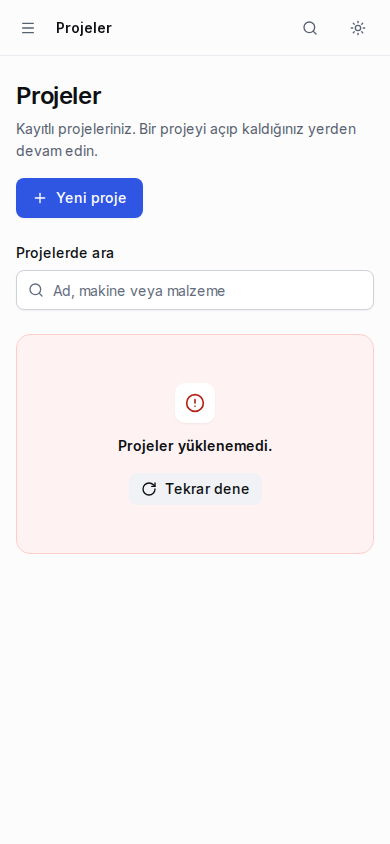 Projeler
Projeler
Kayıtlı projeleriniz. Bir projeyi açıp kaldığınız yerden
devam edin.
Yeni proje
Projelerde ara
Ad, makine veya malzeme
Projeler yüklenemedi.
Tekrar dene